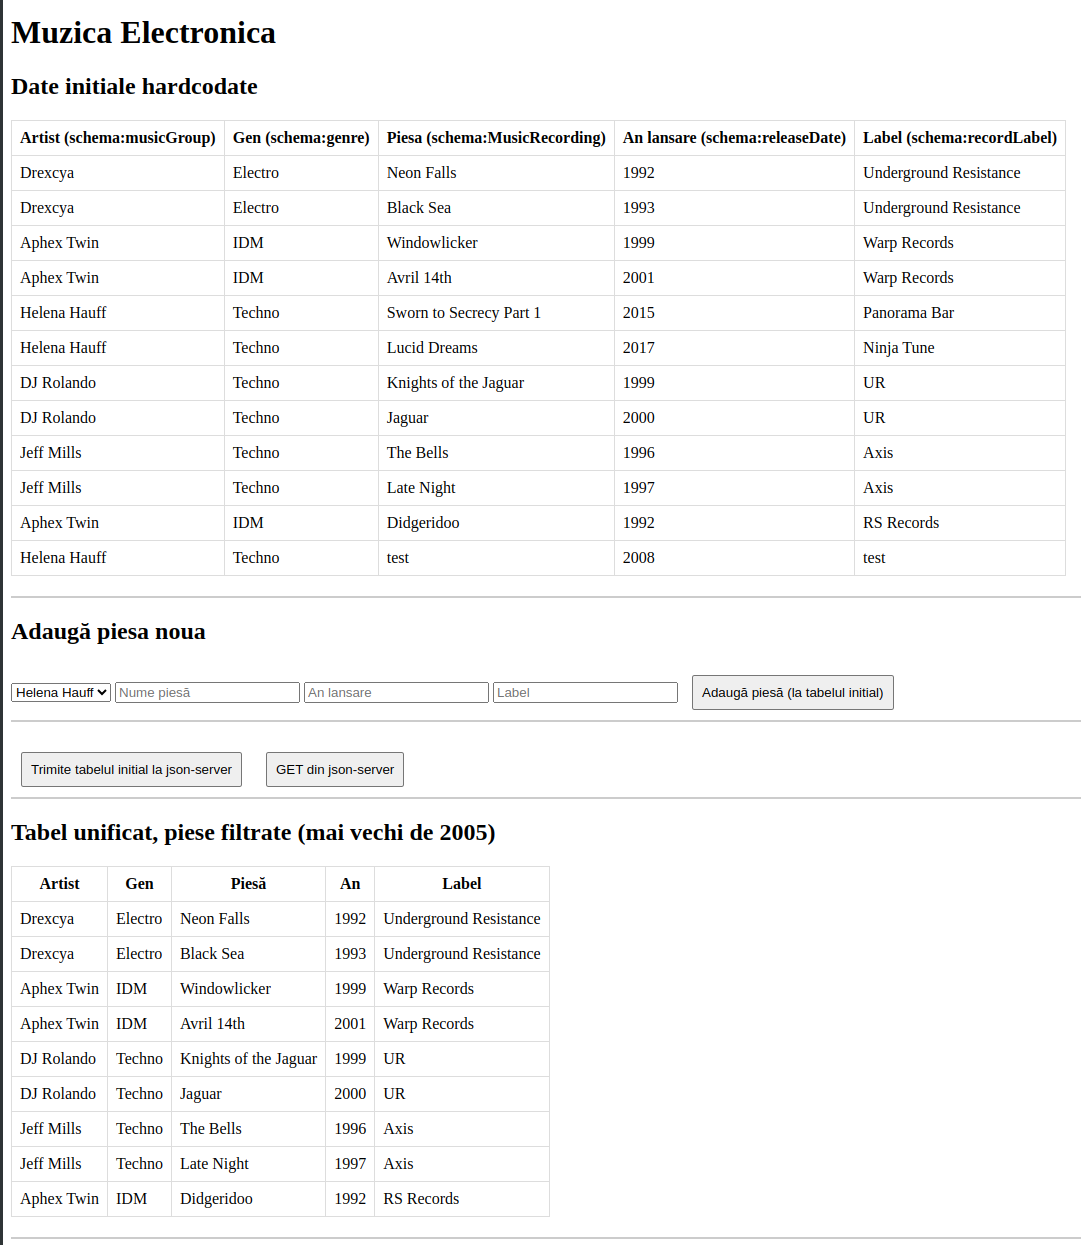 Muzica Electronica
Date initiale hardcodate
Artist (schema:musicGroup) Gen (schema:genre) Piesa (schema:MusicRecording) An lansare (schema:releaseDate) Label (schema:recordLabel)
Drexcya Electro Neon Falls 1992 Underground Resistance
Drexcya Electro Black Sea 1993 Underground Resistance
Aphex Twin IDM Windowlicker 1999 Warp Records
Aphex Twin IDM Avril 14th 2001 Warp Records
Helena Hauff Techno Sworn to Secrecy Part 1 2015 Panorama Bar
Helena Hauff Techno Lucid Dreams 2017 Ninja Tune
DJ Rolando Techno Knights of the Jaguar 1999 UR
DJ Rolando Techno Jaguar 2000 UR
Jeff Mills Techno The Bells 1996 Axis
Jeff Mills Techno Late Night 1997 Axis
Aphex Twin IDM Didgeridoo 1992 RS Records
Helena Hauff Techno test 2008 test
Adaugă piesa noua
Helena Hauff Nume piesă An lansare Label Adaugă piesă (la tabelul initial)
Trimite tabelul initial la json-server GET din json-server
Tabel unificat, piese filtrate (mai vechi de 2005)
Artist Gen Piesă An Label
Drexcya Electro Neon Falls 1992 Underground Resistance
Drexcya Electro Black Sea 1993 Underground Resistance
Aphex Twin IDM Windowlicker 1999 Warp Records
Aphex Twin IDM Avril 14th 2001 Warp Records
DJ Rolando Techno Knights of the Jaguar 1999 UR
DJ Rolando Techno Jaguar 2000 UR
Jeff Mills Techno The Bells 1996 Axis
Jeff Mills Techno Late Night 1997 Axis
Aphex Twin IDM Didgeridoo 1992 RS Records